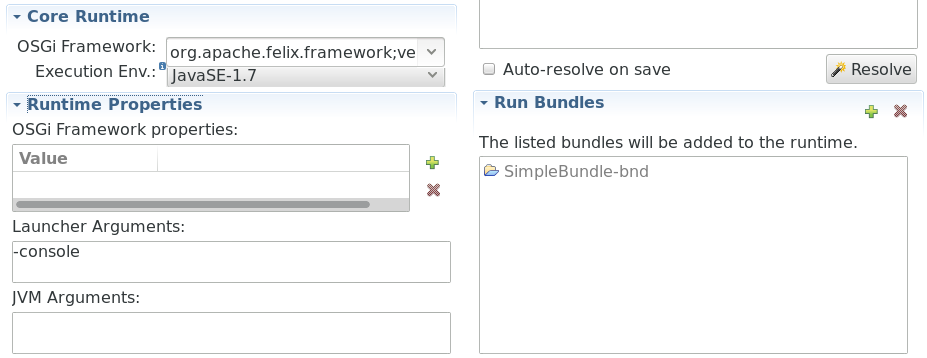 Core Runtime
OSGi Framework: org.apache.felix.framework;ve
Execution Env.: JavaSE-1.7
Runtime Properties
OSGi Framework properties:
Value
Launcher Arguments:
-console
JVM Arguments:
Auto-resolve on save
Resolve
Run Bundles
The listed bundles will be added to the runtime.
SimpleBundle-bnd